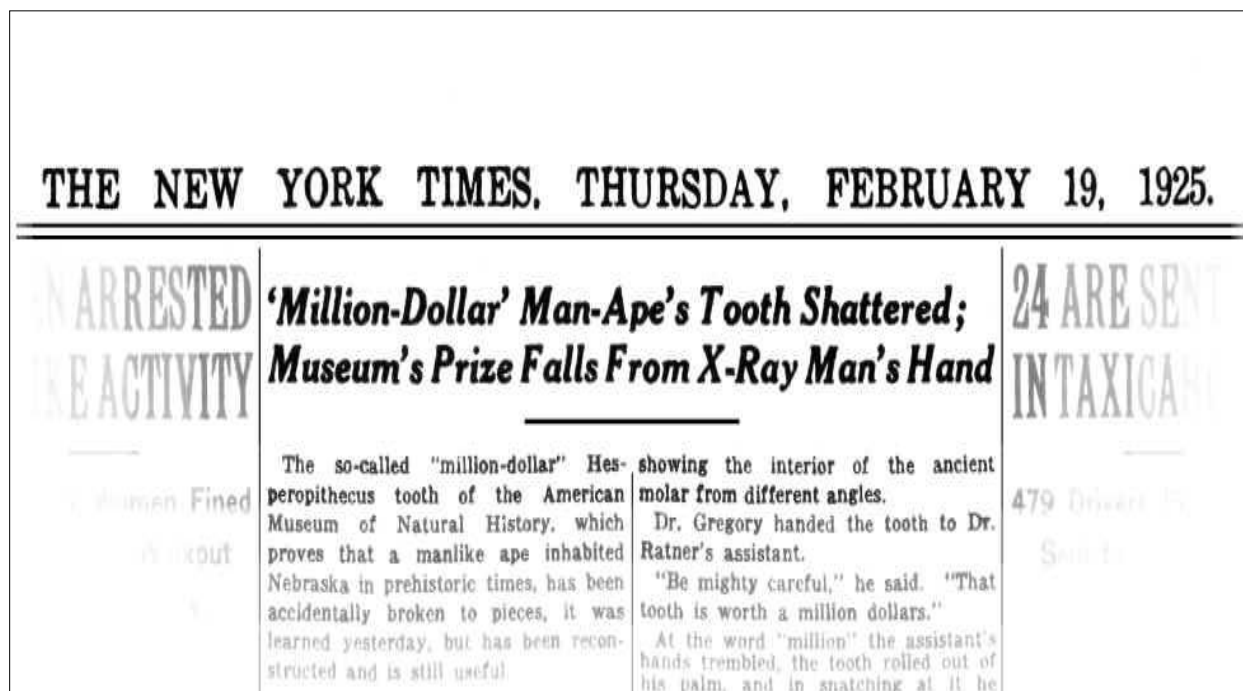 THE NEW YORK TIMES, THURSDAY, FEBRUARY 19, 1925.
ARRESTED
ACTIVITY
Fined
'Million-Dollar' Man-Ape's Tooth Shattered;
Museum's Prize Falls From X-Ray Man's Hand
The so-called "million-dollar" Hes-
peropithecus tooth of the American
Museum of Natural History, which
proves that a manlike ape inhabited
Nebraska in prehistoric times, has been
accidentally broken to pieces, it was
learned yesterday, but has been recon-
structed and is still useful
showing the interior of the ancient
molar from different angles.
Dr. Gregory handed the tooth to Dr.
Ratner's assistant.
"Be mighty careful," he said. "That
tooth is worth a million dollars."
At the word "million" the assistant's
hands trembled, the tooth rolled out of
his palm, and in snatching at it he
24 ARE
IN
479